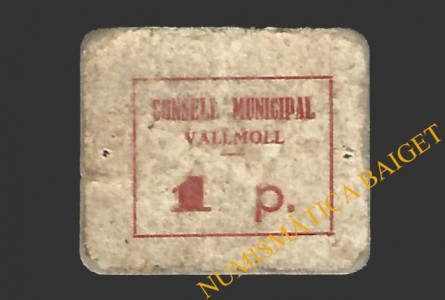 CONSELL MUNICIPAL
VALLMOLL
1 p.
NUMISMÀTICA BAIGET